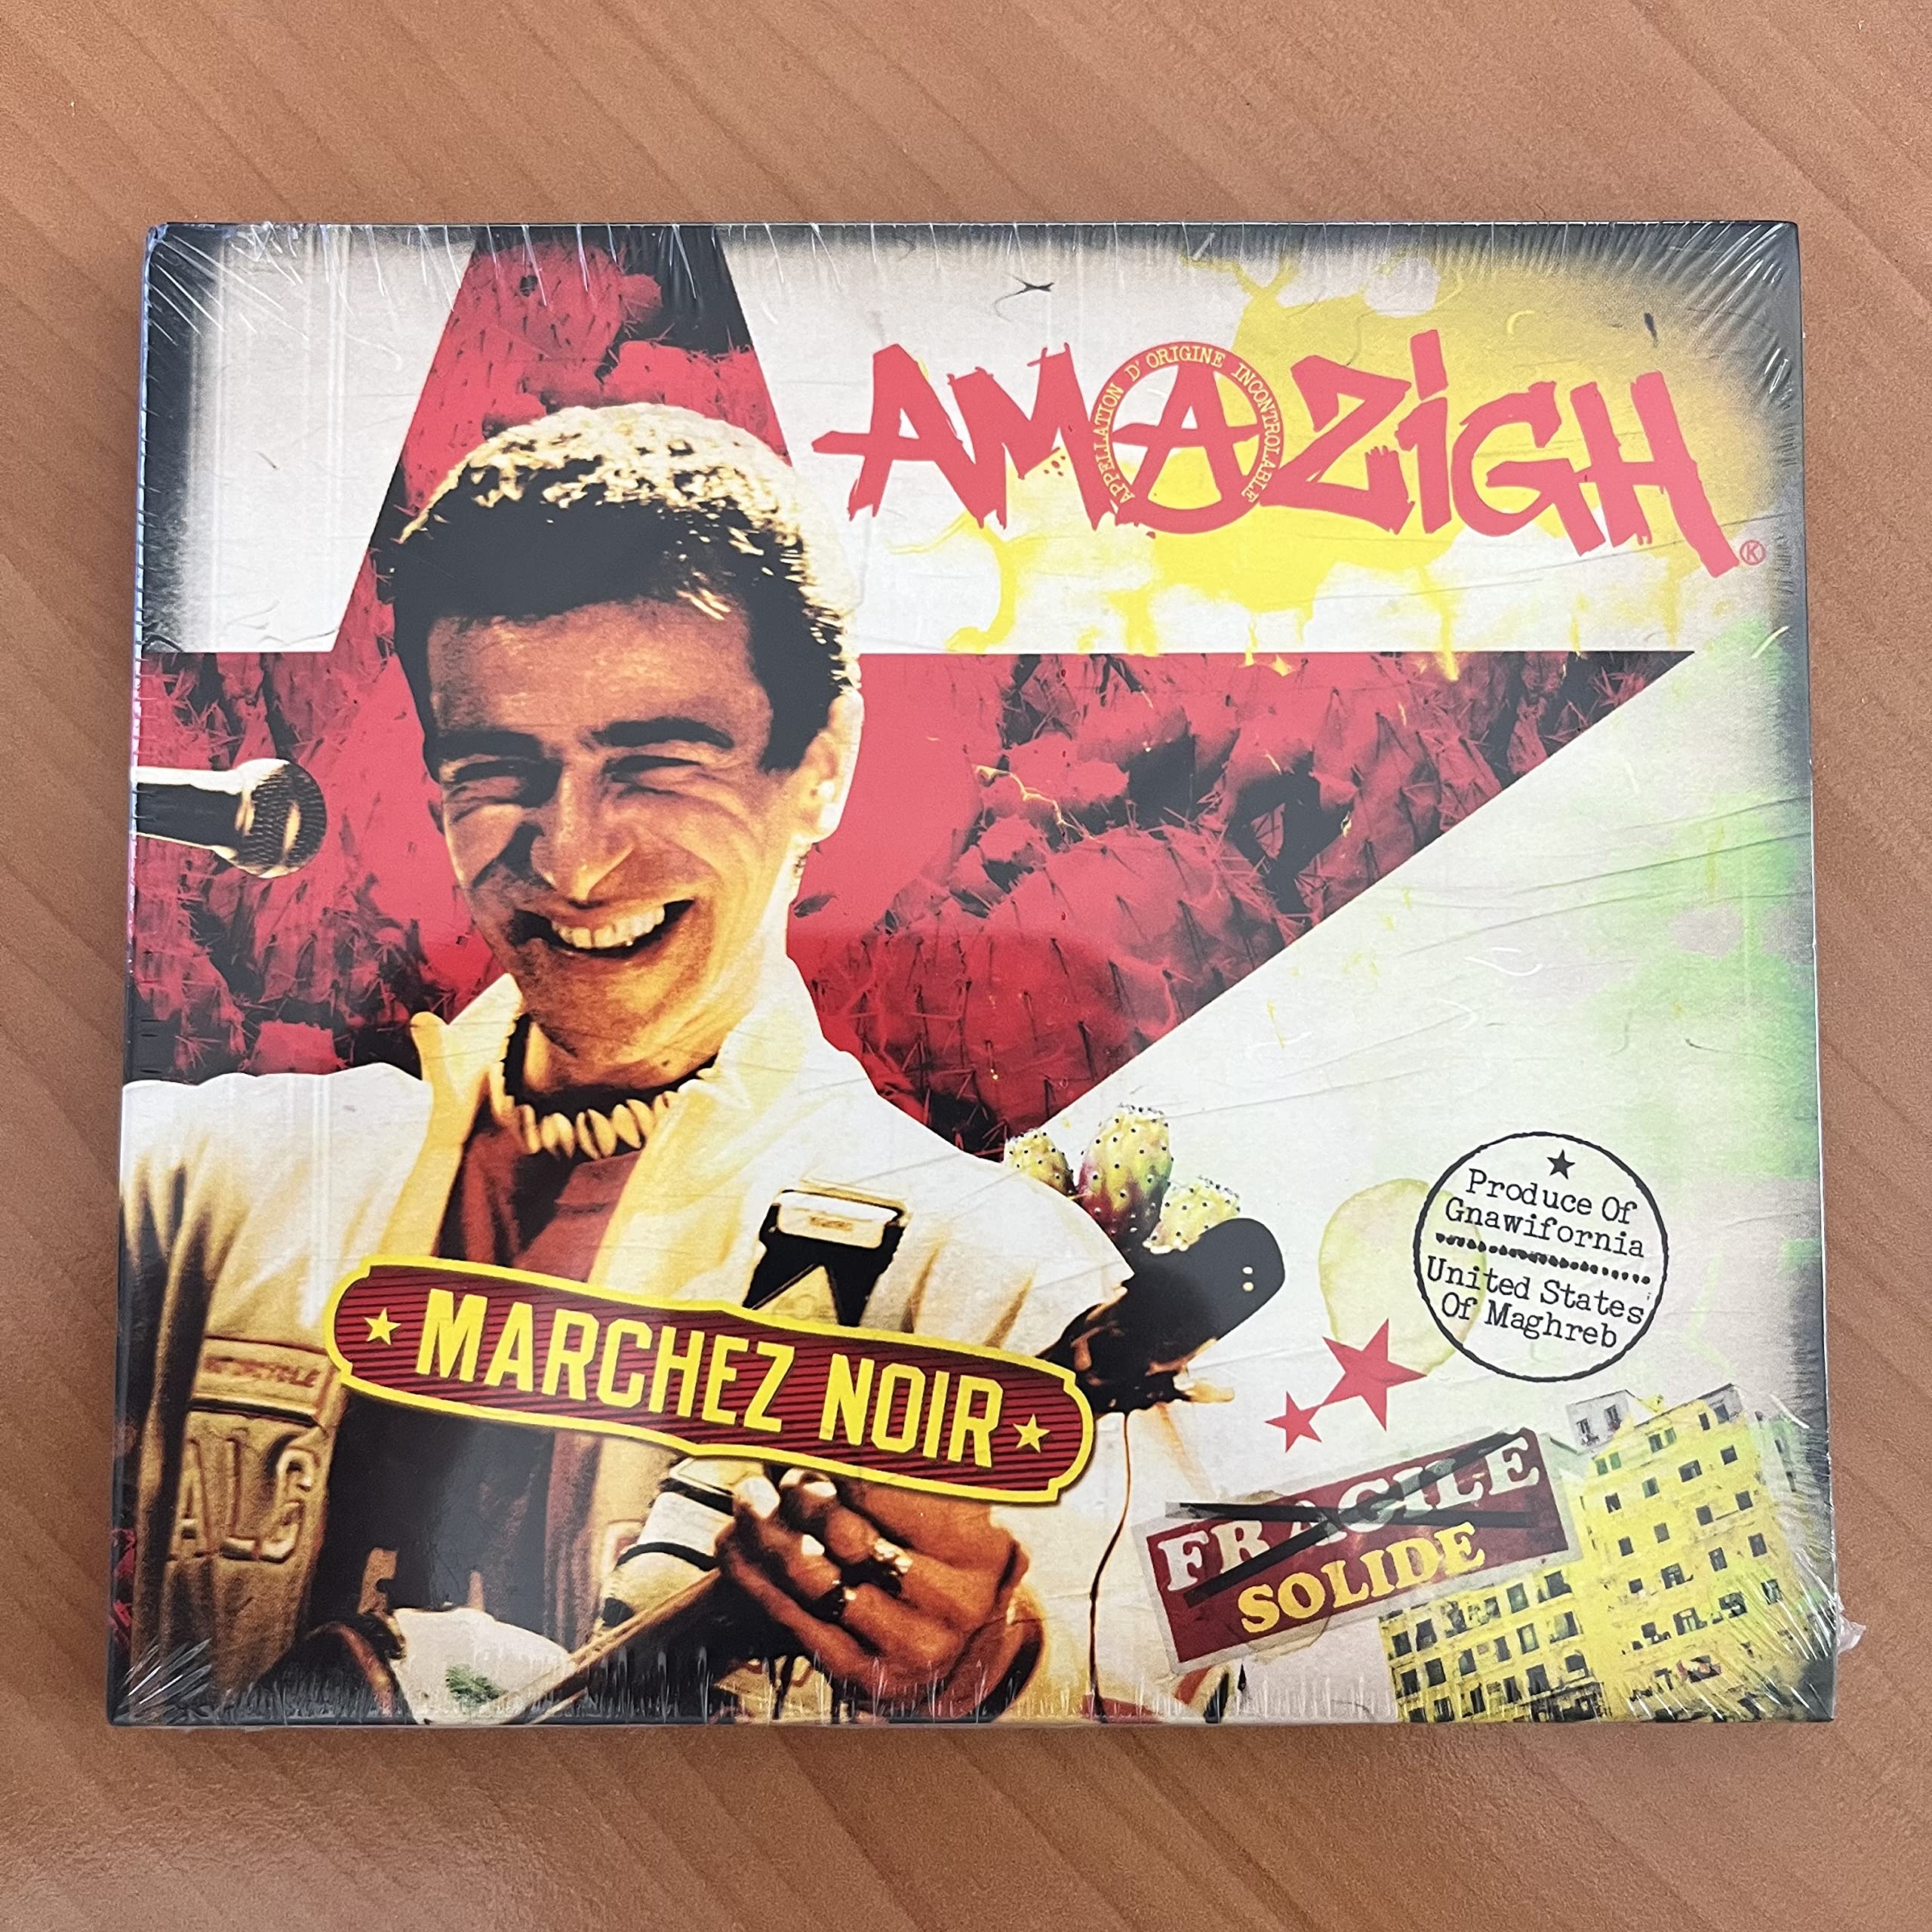 AMAZiGH
APPELLATION D' ORIGINE INCONTROLABLE
K
MARCHEZ NOIR
Produce Of
Gnawifornia
United States
Of Maghreb
FRAGILE
SOLIDE